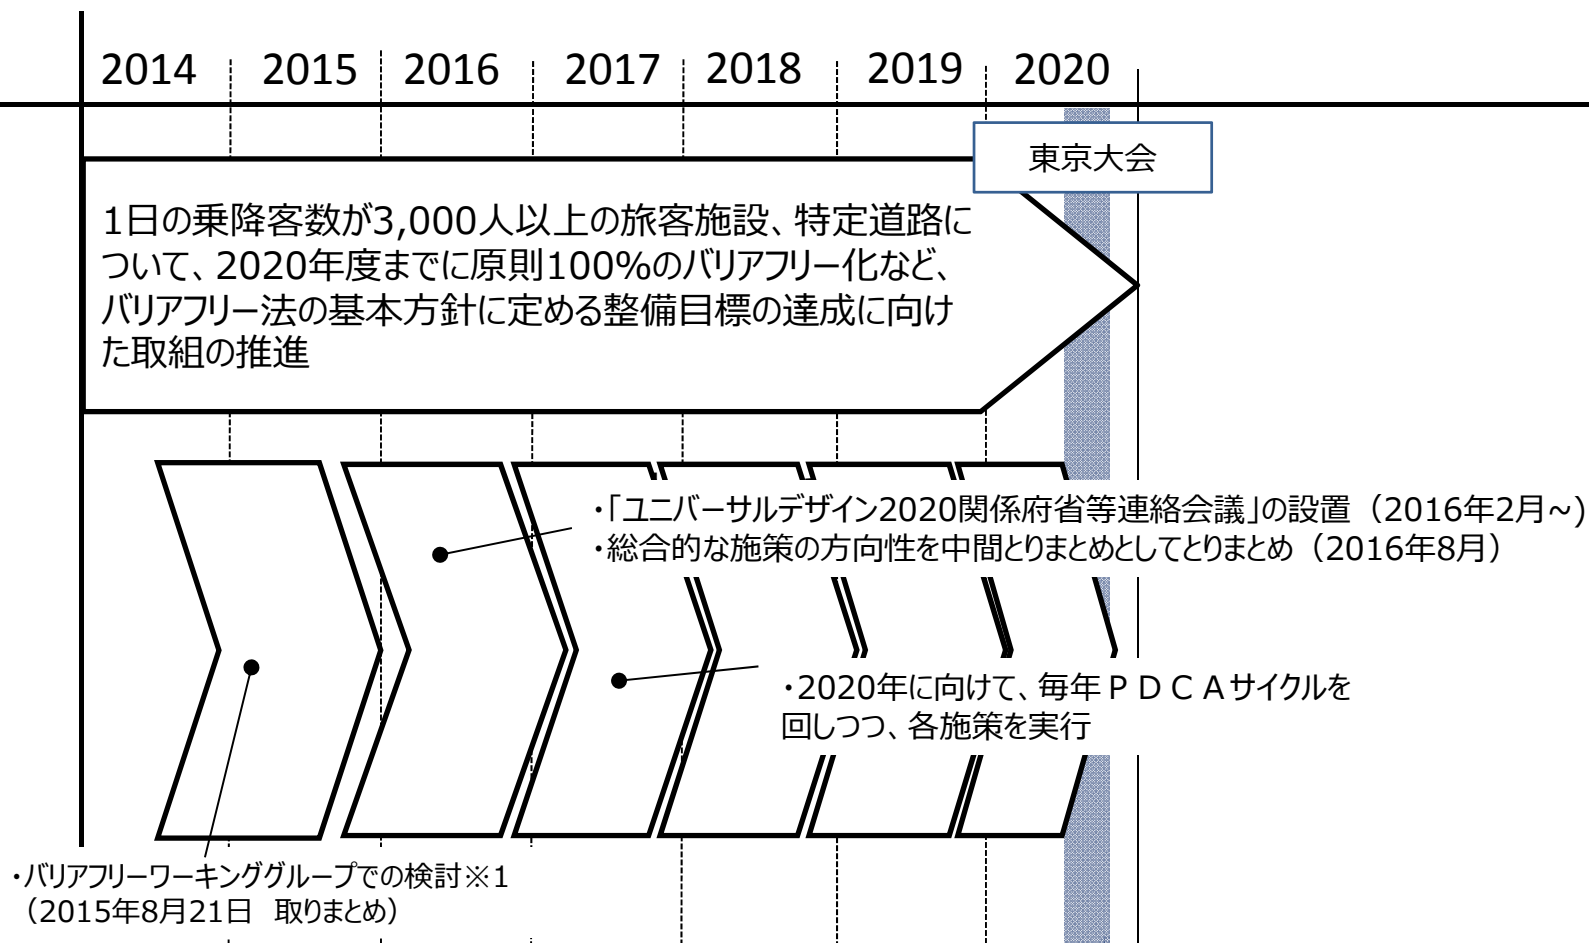 2014 2015 2016 2017 2018 2019 2020
東京大会
1日の乗降客数が3,000人以上の旅客施設、特定道路に
ついて、2020年度までに原則100%のバリアフリー化など、
バリアフリー法の基本方針に定める整備目標の達成に向け
た取組の推進
・「ユニバーサルデザイン2020関係府省等連絡会議」の設置（2016年2月~)
・総合的な施策の方向性を中間とりまとめとしてとりまとめ（2016年8月）
・2020年に向けて、毎年ＰＤＣＡサイクルを
回しつつ、各施策を実行
・バリアフリーワーキンググループでの検討※1
（2015年8月21日　取りまとめ）